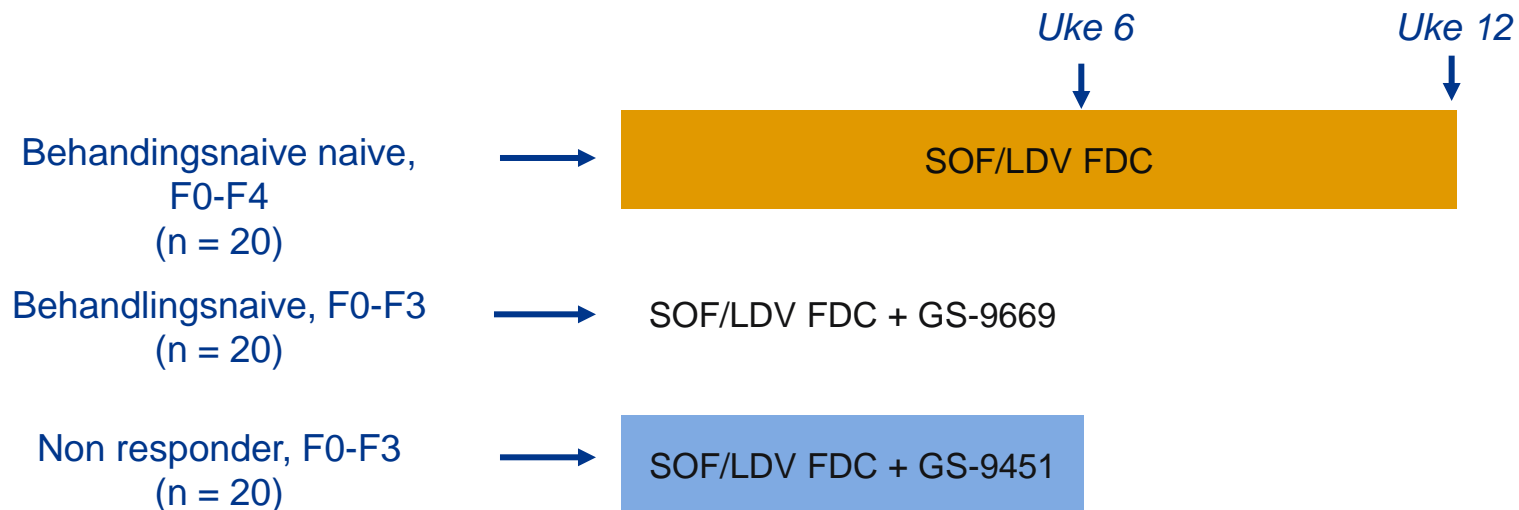 Uke 6
Uke 12
Behandingsnaive naive,
F0-F4
(n = 20)
SOF/LDV FDC
Behandlingsnaive, F0-F3
(n = 20)
SOF/LDV FDC + GS-9669
Non responder, F0-F3
(n = 20)
SOF/LDV FDC + GS-9451